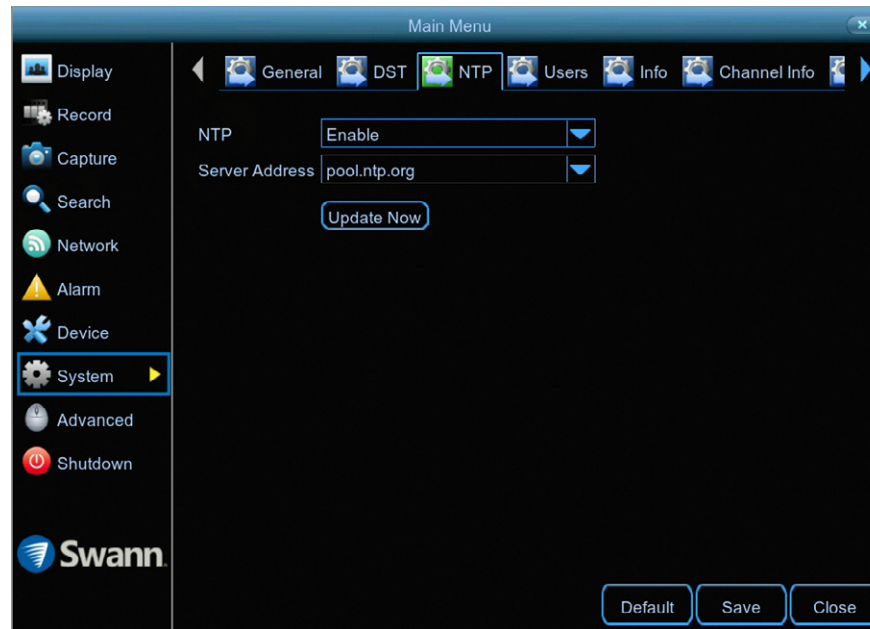 Main Menu
Display
Record
Capture
Search
Network
Alarm
Device
System
Advanced
Shutdown
Swann
General DST NTP Users Info Channel Info
NTP Enable
Server Address pool.ntp.org
Update Now
Default Save Close